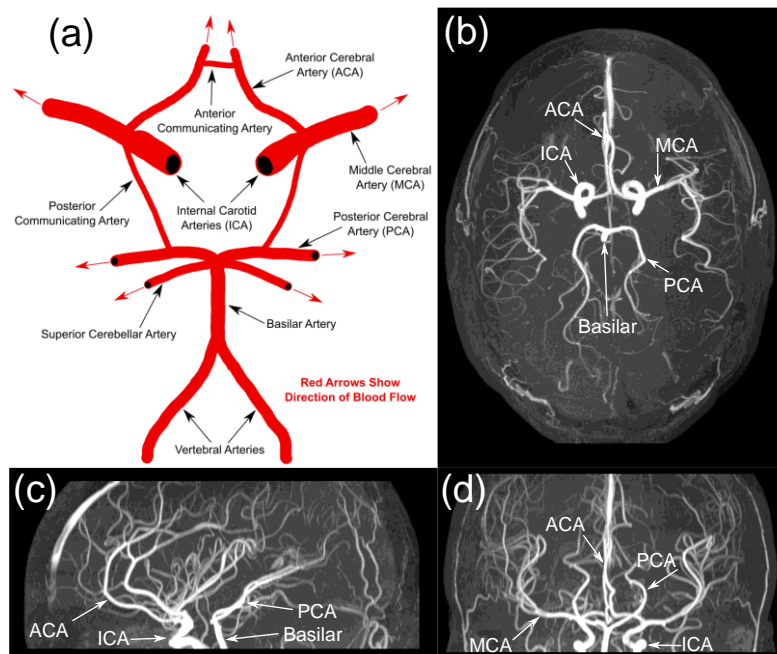 (a)
Anterior Cerebral
Artery (ACA)
Anterior
Communicating Artery
Middle Cerebral
Artery (MCA)
Internal Carotid
Arteries (ICA)
Posterior
Communicating Artery
Posterior Cerebral
Artery (PCA)
Superior Cerebellar Artery
Basilar Artery
Red Arrows Show
Direction of Blood Flow
Vertebral Arteries
(b)
ACA
ICA
MCA
PCA
Basilar
(c)
ACA
ICA
PCA
Basilar
(d)
ACA
PCA
MCA
ICA